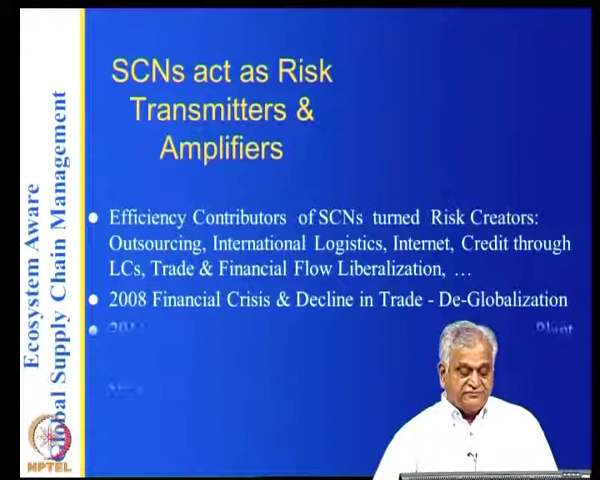 SCNs act as Risk
Transmitters &
Amplifiers
Ecosystem Aware
Global Supply Chain Management
Efficiency Contributors of SCNs turned Risk Creators:
Outsourcing, International Logistics, Internet, Credit through
LCs, Trade & Financial Flow Liberalization, …
2008 Financial Crisis & Decline in Trade - De-Globalization
Plant
NPTEL